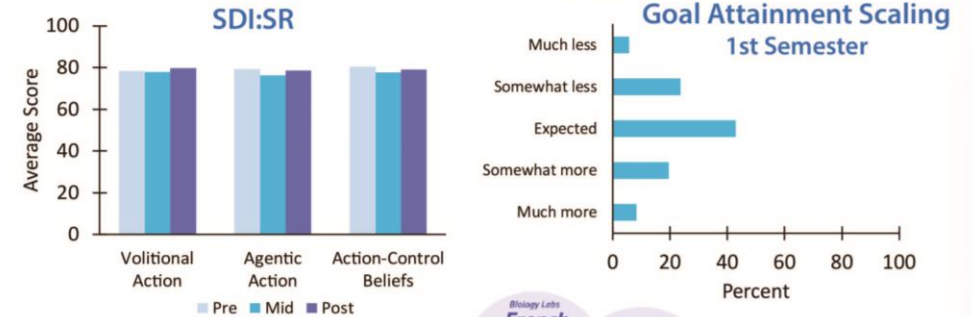 SDI:SR
100
80
60
40
20
0
Average Score
Volitional
Action
Agentic
Action
Action-Control
Beliefs
Pre Mid Post
Goal Attainment Scaling
1st Semester
Much less
Somewhat less
Expected
Somewhat more
Much more
0 20 40 60 80 100
Percent
Biology Labs
French